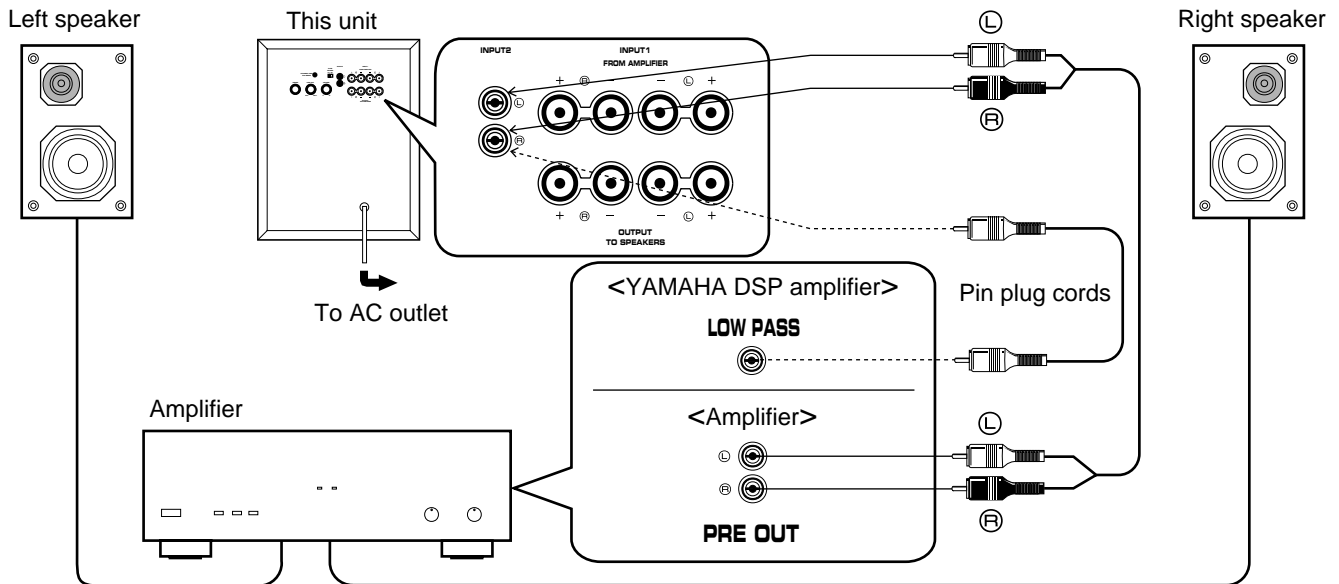 Left speaker
This unit
Right speaker
INPUT2
INPUT1
FROM AMPLIFIER
+ Ⓡ − − Ⓛ +
Ⓛ
Ⓡ
+ Ⓡ − − Ⓛ +
OUTPUT
TO SPEAKERS
Ⓛ
Ⓡ
To AC outlet
<YAMAHA DSP amplifier>
LOW PASS
Pin plug cords
Amplifier
<Amplifier>
Ⓛ
Ⓡ
PRE OUT
Ⓛ
Ⓡ